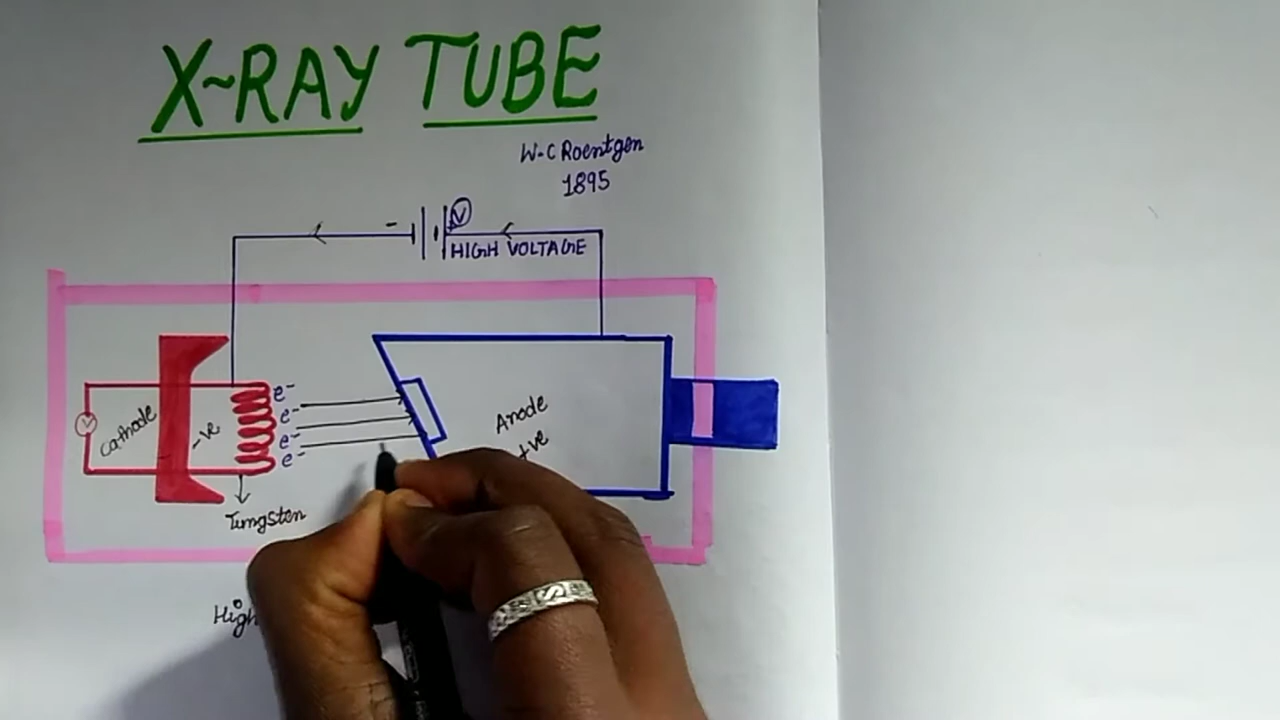 X-RAY TUBE
W-C Roentgen
1895
- V
HIGH VOLTAGE
e-
e-
e-
e-
Cathode
-ve
Anode
+ve
V
Tungsten
High